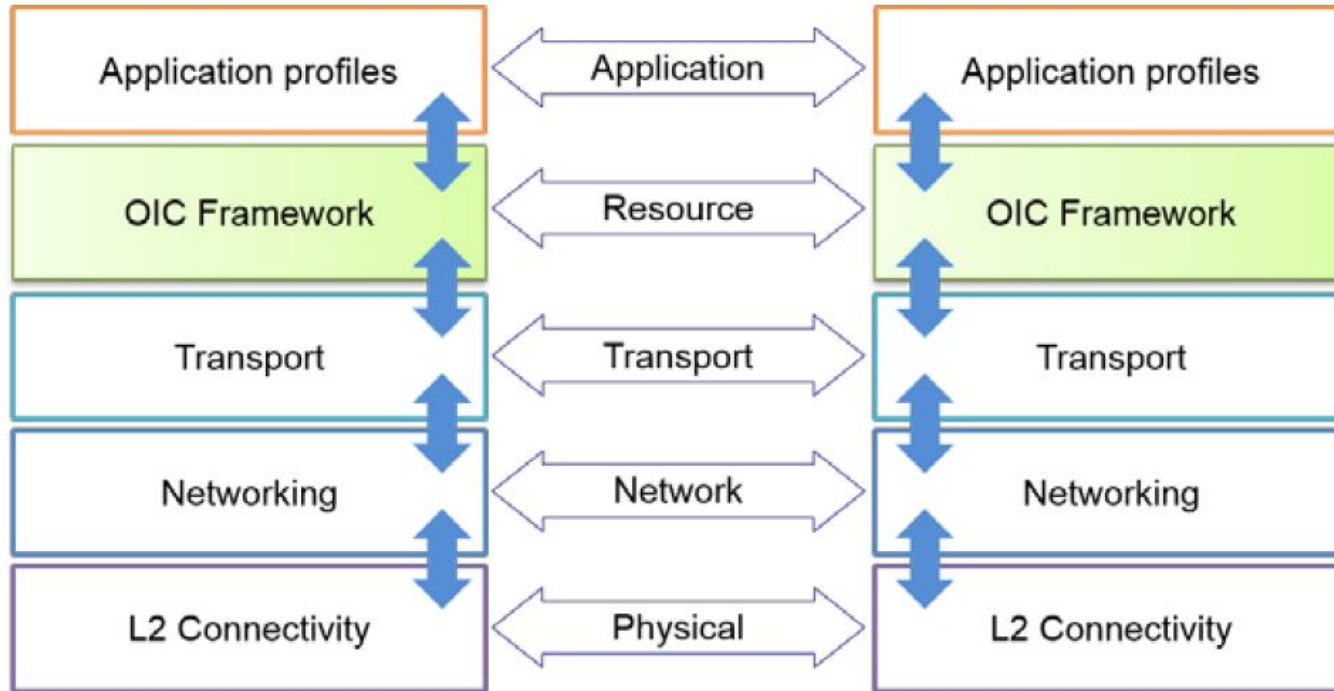 Application profiles
Application
Application profiles
OIC Framework
Resource
OIC Framework
Transport
Transport
Transport
Networking
Network
Networking
L2 Connectivity
Physical
L2 Connectivity